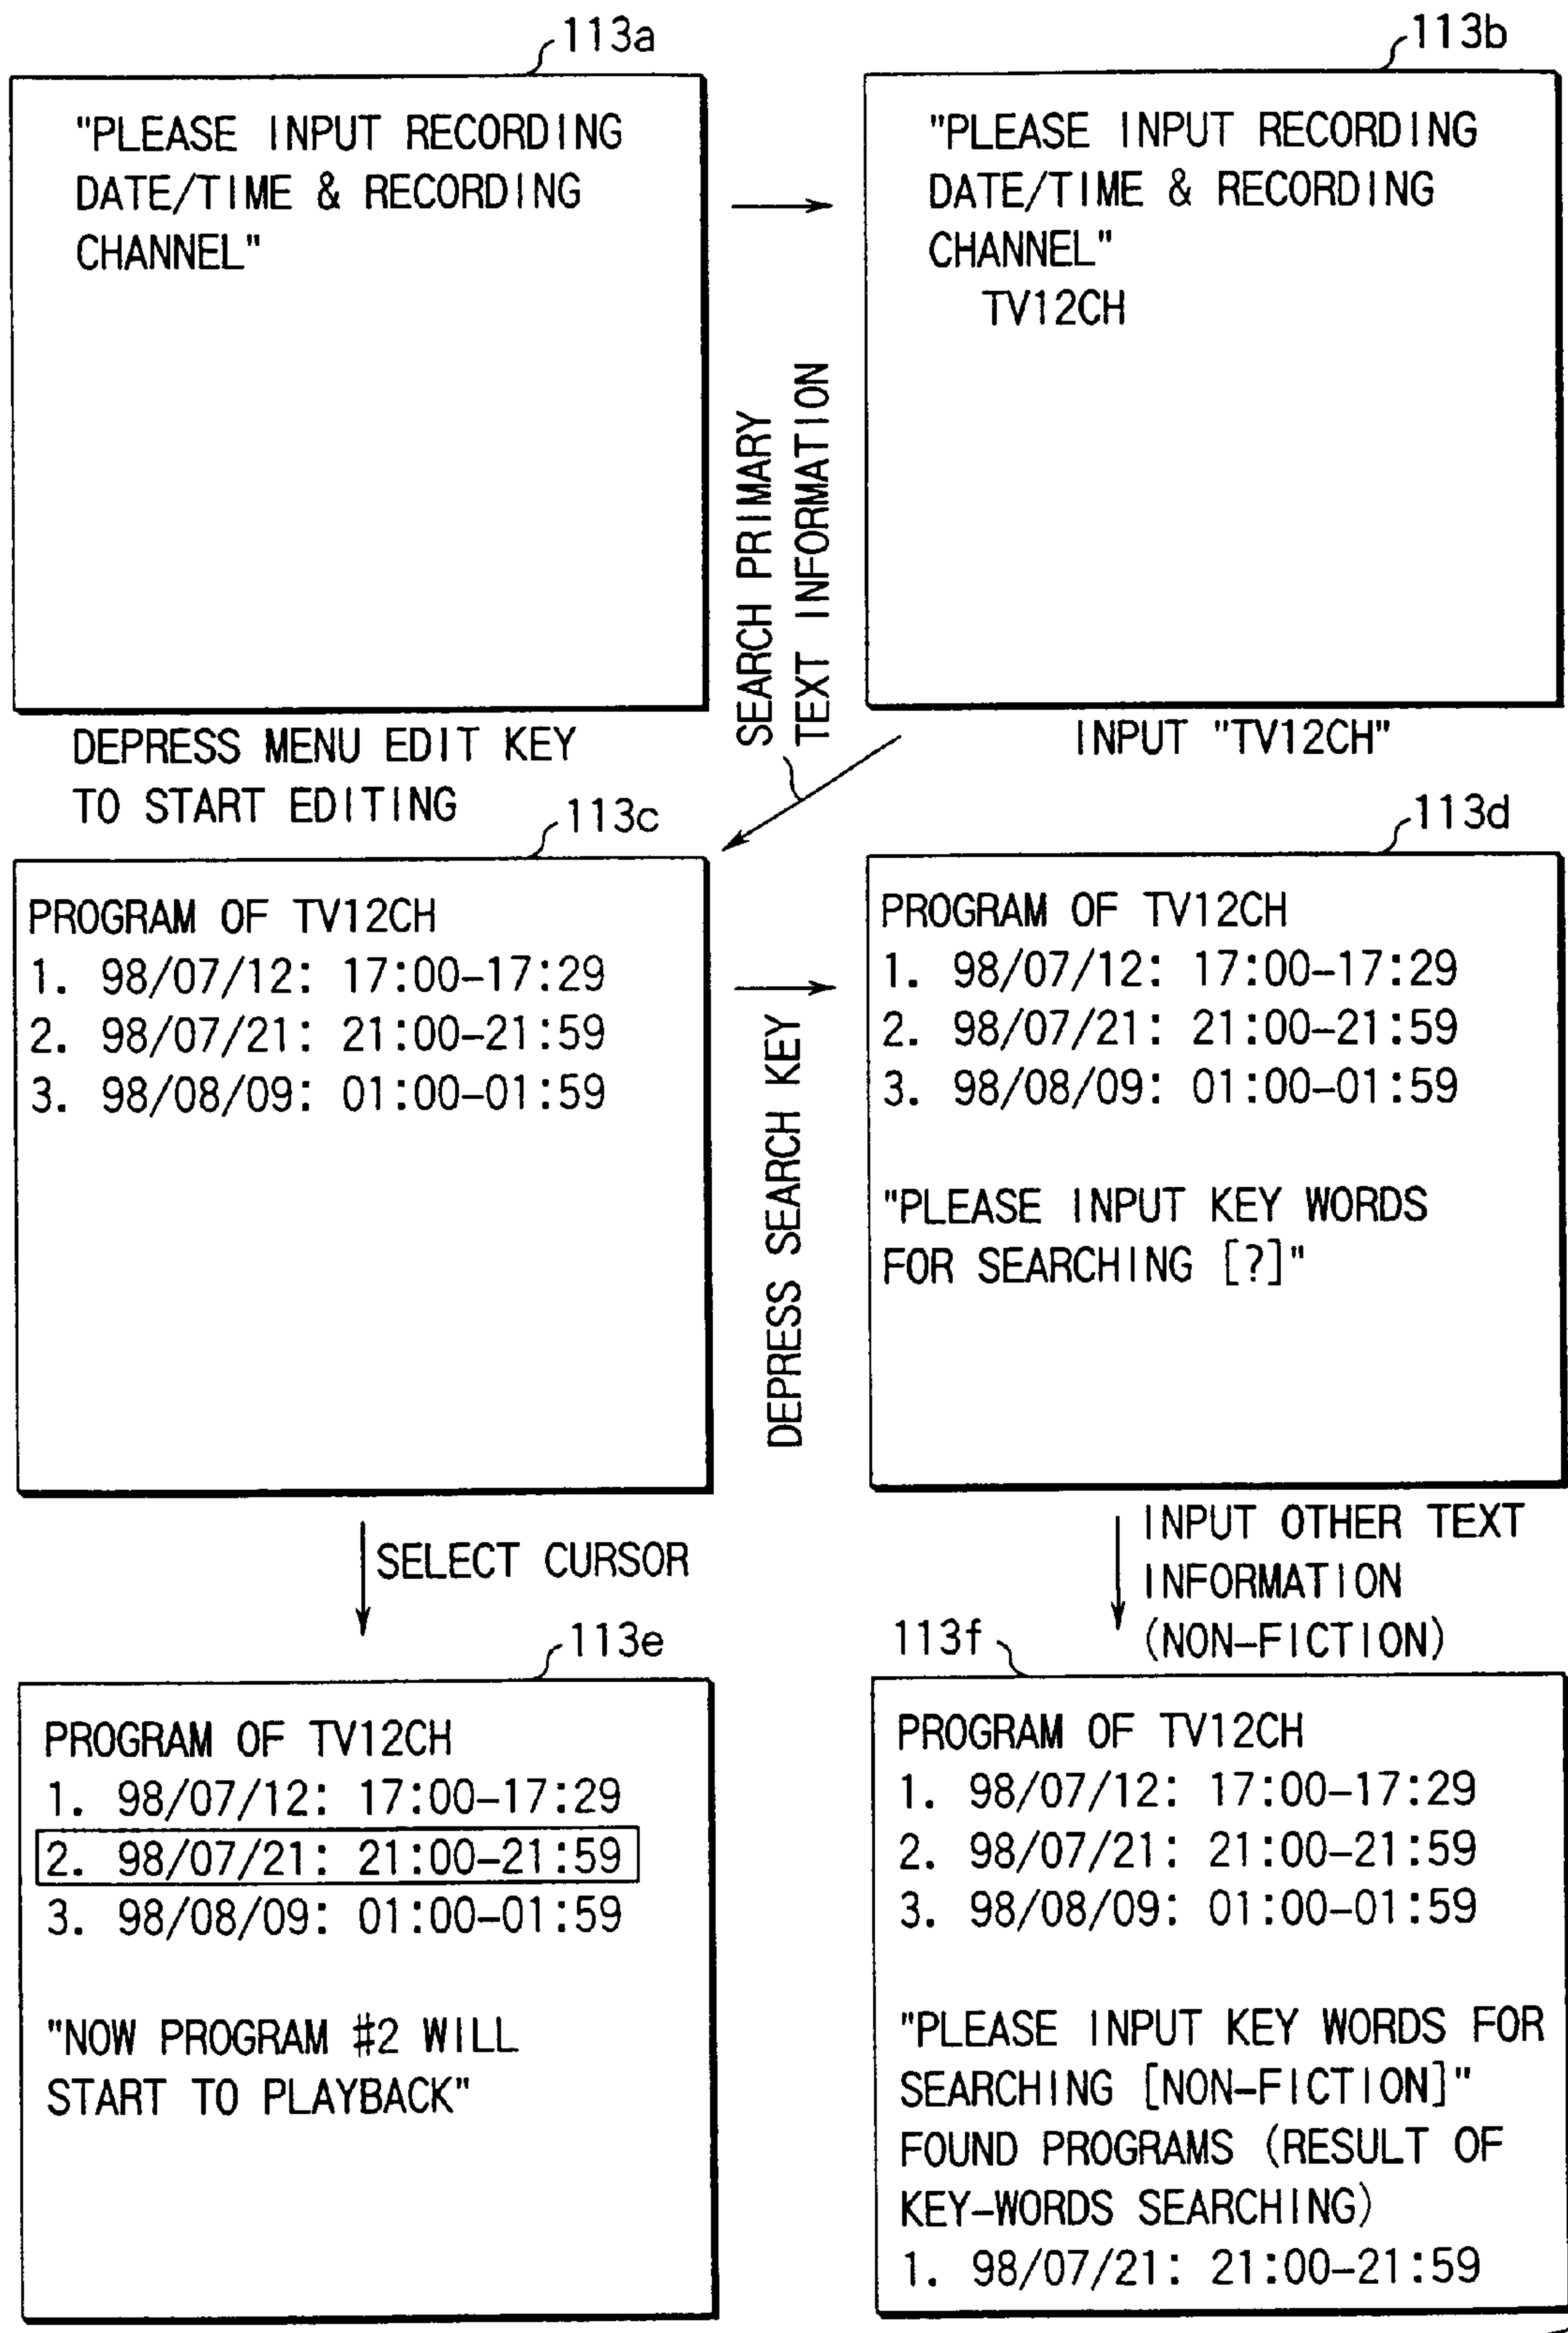 113a
"PLEASE INPUT RECORDING
DATE/TIME & RECORDING
CHANNEL"
113b
"PLEASE INPUT RECORDING
DATE/TIME & RECORDING
CHANNEL"
TV12CH
SEARCH PRIMARY
TEXT INFORMATION
DEPRESS MENU EDIT KEY
TO START EDITING
INPUT "TV12CH"
113c
PROGRAM OF TV12CH
1. 98/07/12: 17:00-17:29
2. 98/07/21: 21:00-21:59
3. 98/08/09: 01:00-01:59
DEPRESS SEARCH KEY
113d
PROGRAM OF TV12CH
1. 98/07/12: 17:00-17:29
2. 98/07/21: 21:00-21:59
3. 98/08/09: 01:00-01:59
"PLEASE INPUT KEY WORDS
FOR SEARCHING [?]"
SELECT CURSOR
INPUT OTHER TEXT
INFORMATION
(NON-FICTION)
113e
PROGRAM OF TV12CH
1. 98/07/12: 17:00-17:29
2. 98/07/21: 21:00-21:59
3. 98/08/09: 01:00-01:59
"NOW PROGRAM #2 WILL
START TO PLAYBACK"
113f
PROGRAM OF TV12CH
1. 98/07/12: 17:00-17:29
2. 98/07/21: 21:00-21:59
3. 98/08/09: 01:00-01:59
"PLEASE INPUT KEY WORDS FOR
SEARCHING [NON-FICTION]"
FOUND PROGRAMS (RESULT OF
KEY-WORDS SEARCHING)
1. 98/07/21: 21:00-21:59